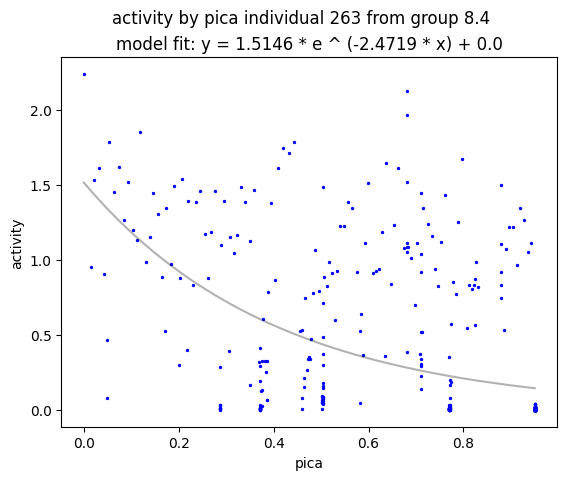 activity by pica individual 263 from group 8.4
model fit: y = 1.5146 * e ^ (-2.4719 * x) + 0.0
2.0
1.5
1.0
0.5
0.0
activity
0.0 0.2 0.4 0.6 0.8
pica